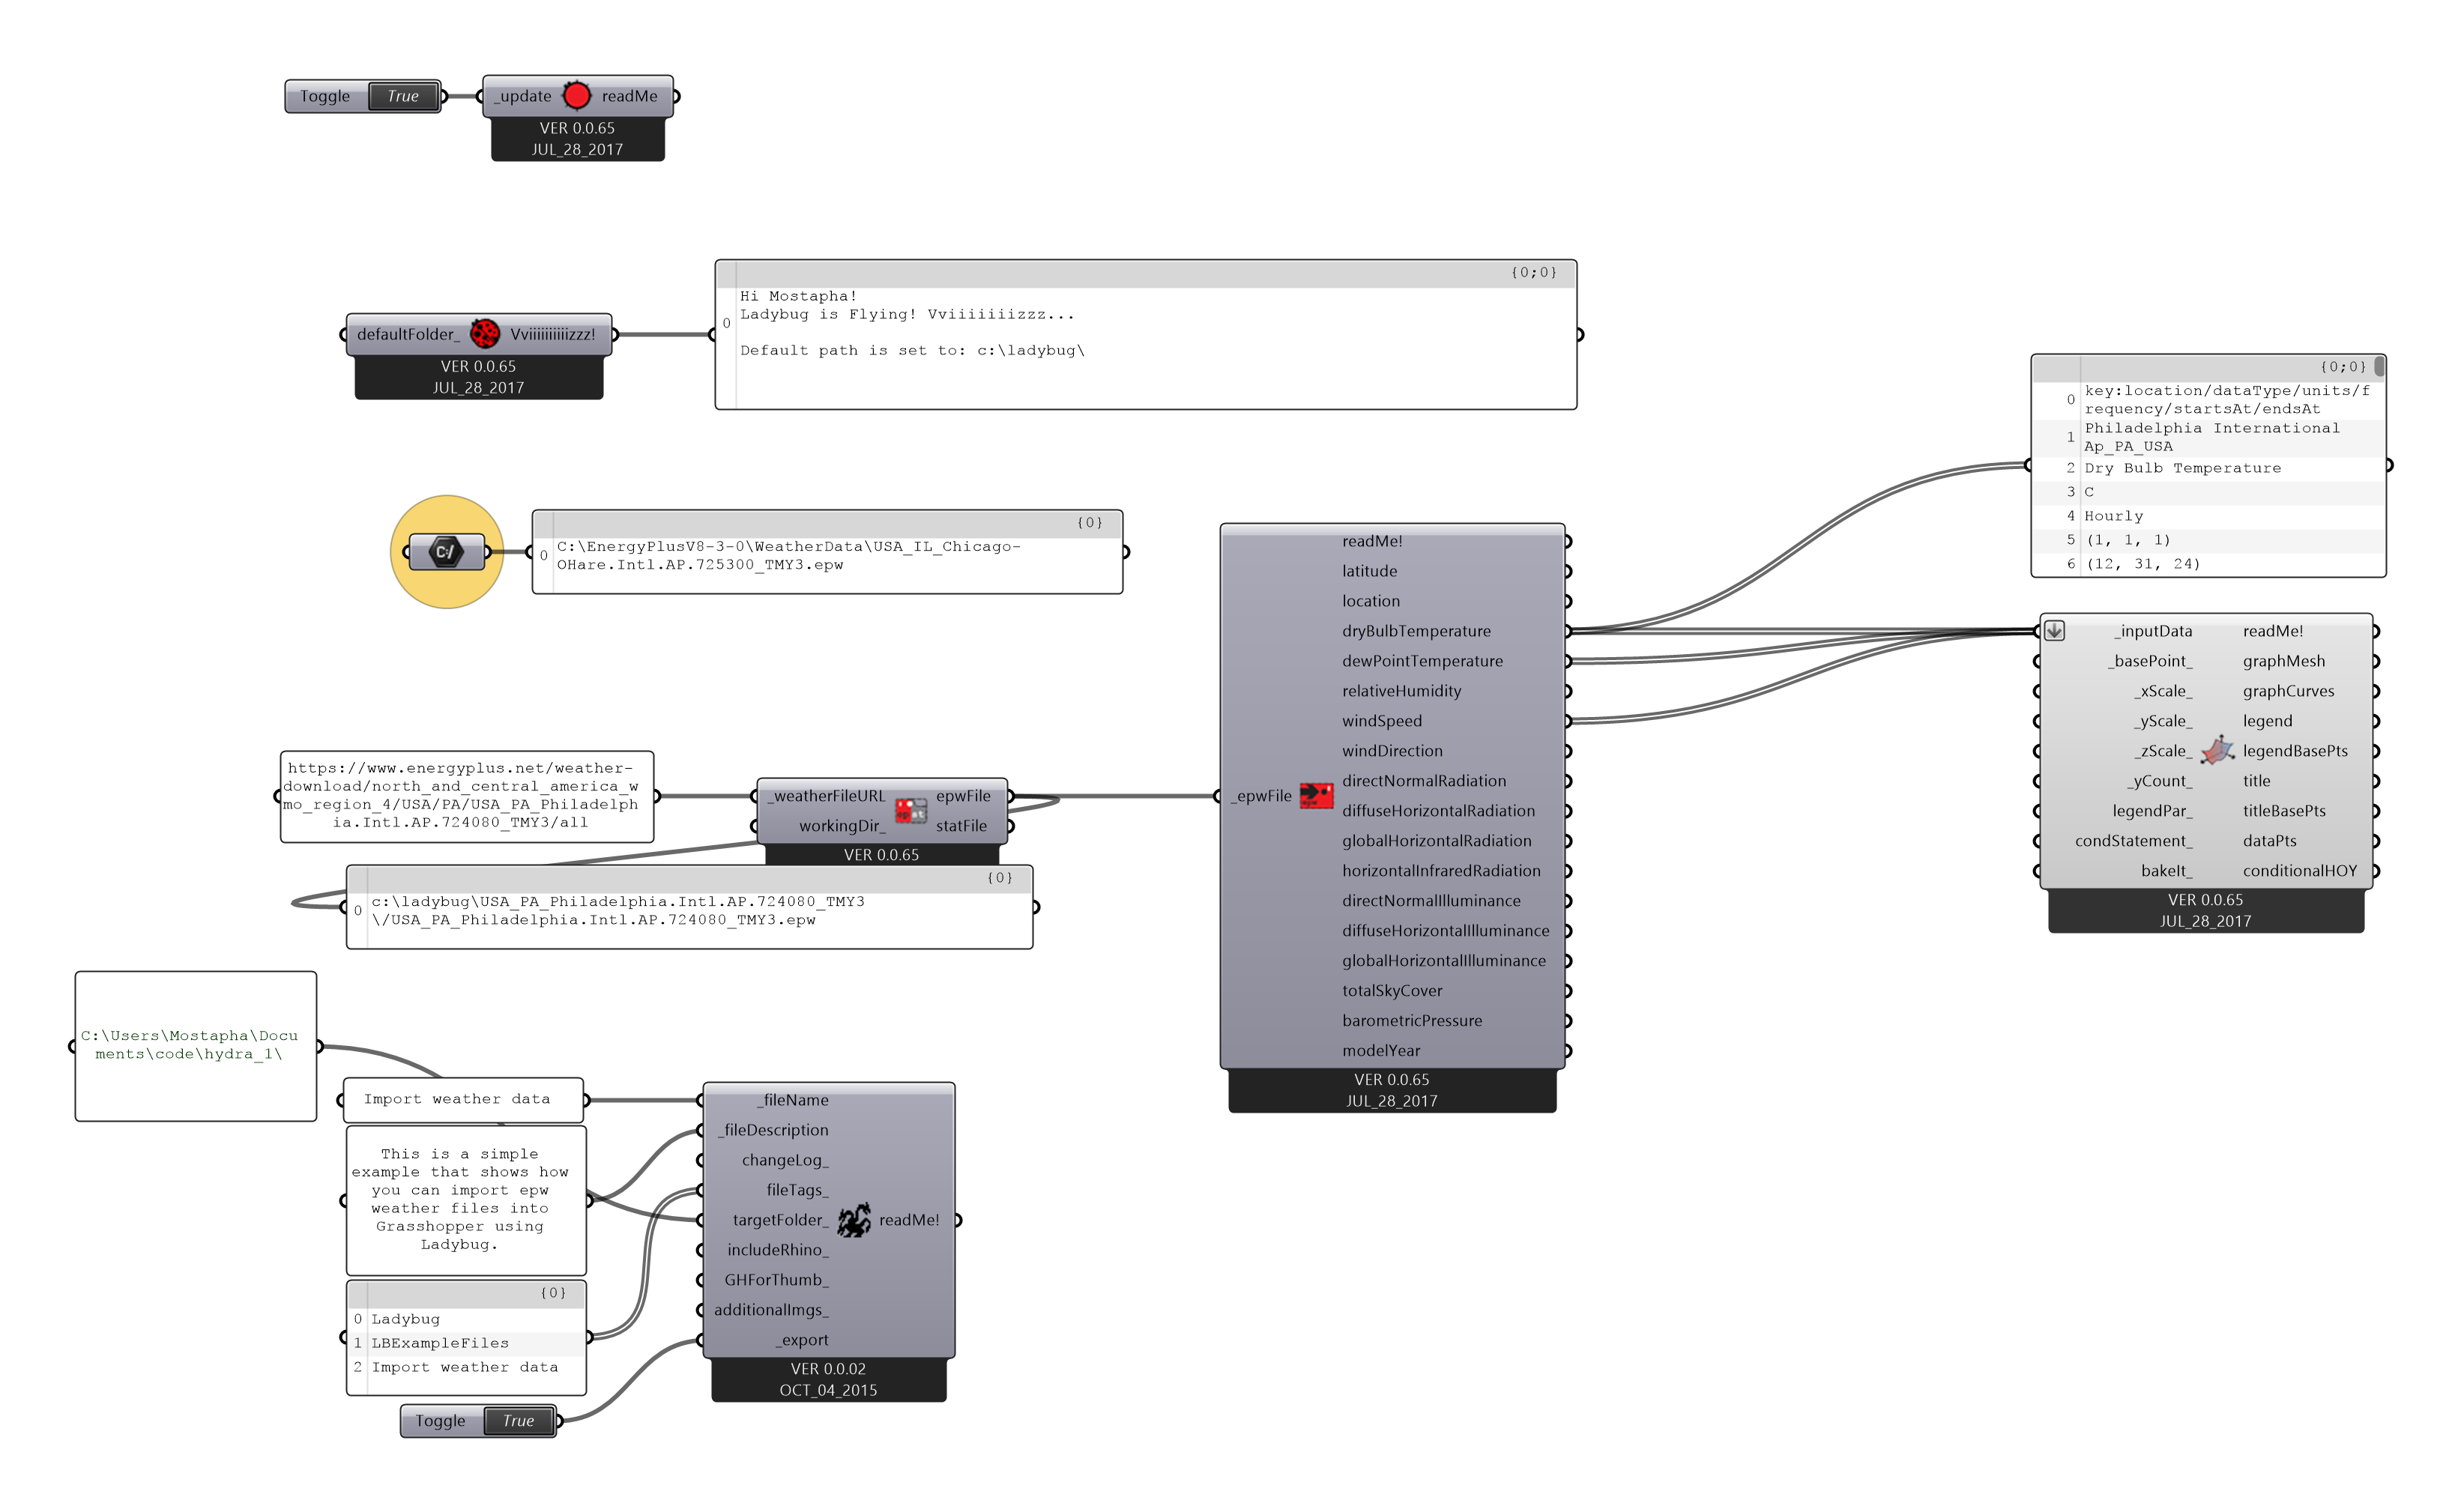 Toggle True
_update readMe
VER 0.0.65
JUL_28_2017
{0;0}
0
Hi Mostapha!
Ladybug is Flying! Vviiiiiiizzz...
Default path is set to: c:\ladybug\
defaultFolder_ Vviiiiiiiiiizzz!
VER 0.0.65
JUL_28_2017
{0;0}
0 key:location/dataType/units/f
requency/startsAt/endsAt
1 Philadelphia International
Ap_PA_USA
2 Dry Bulb Temperature
3 C
4 Hourly
5 (1, 1, 1)
6 (12, 31, 24)
C:/
{0}
0 C:\EnergyPlusV8-3-0\WeatherData\USA_IL_Chicago-
OHare.Intl.AP.725300_TMY3.epw
_epwFile
readMe!
latitude
location
dryBulbTemperature
dewPointTemperature
relativeHumidity
windSpeed
windDirection
directNormalRadiation
diffuseHorizontalRadiation
globalHorizontalRadiation
horizontalInfraredRadiation
directNormalIlluminance
diffuseHorizontalIlluminance
globalHorizontalIlluminance
totalSkyCover
barometricPressure
modelYear
VER 0.0.65
JUL_28_2017
_inputData readMe!
_basePoint_ graphMesh
_xScale_ graphCurves
_yScale_ legend
_zScale_ legendBasePts
_yCount_ title
legendPar_ titleBasePts
condStatement_ dataPts
bakeIt_ conditionalHOY
VER 0.0.65
JUL_28_2017
https://www.energyplus.net/weather-
download/north_and_central_america_w
mo_region_4/USA/PA/USA_PA_Philadelph
ia.Intl.AP.724080_TMY3/all
_weatherFileURL epwFile
workingDir_ statFile
VER 0.0.65
{0}
0 c:\ladybug\USA_PA_Philadelphia.Intl.AP.724080_TMY3
\/USA_PA_Philadelphia.Intl.AP.724080_TMY3.epw
C:\Users\Mostapha\Docu
ments\code\hydra_1\
Import weather data
This is a simple
example that shows how
you can import epw
weather files into
Grasshopper using
Ladybug.
{0}
0 Ladybug
1 LBExampleFiles
2 Import weather data
Toggle True
_fileName
_fileDescription
changeLog_
fileTags_
targetFolder_ readMe!
includeRhino_
GHForThumb_
additionalImgs_
_export
VER 0.0.02
OCT_04_2015